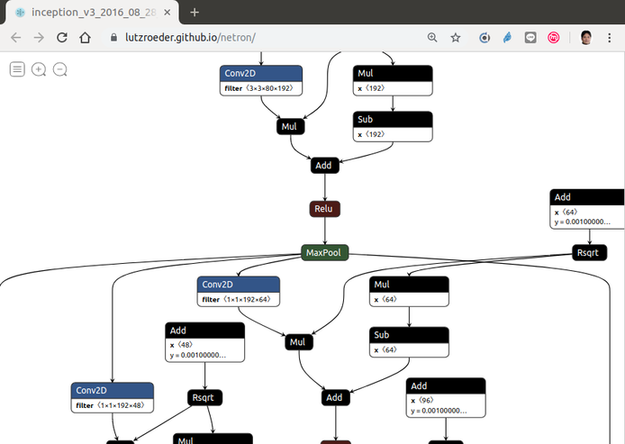 inception_v3_2016_08_28
lutzroeder.github.io/netron/
Conv2D
filter ⟨3×3×80×192⟩
Mul
x ⟨192⟩
Mul
Sub
x ⟨192⟩
Add
Relu
Add
x ⟨64⟩
y = 0.00100000…
MaxPool
Rsqrt
Conv2D
filter ⟨1×1×192×64⟩
Mul
x ⟨64⟩
Add
x ⟨48⟩
y = 0.00100000…
Mul
Sub
x ⟨64⟩
Conv2D
filter ⟨1×1×192×48⟩
Rsqrt
Add
Add
x ⟨96⟩
y = 0.00100000…
Mul